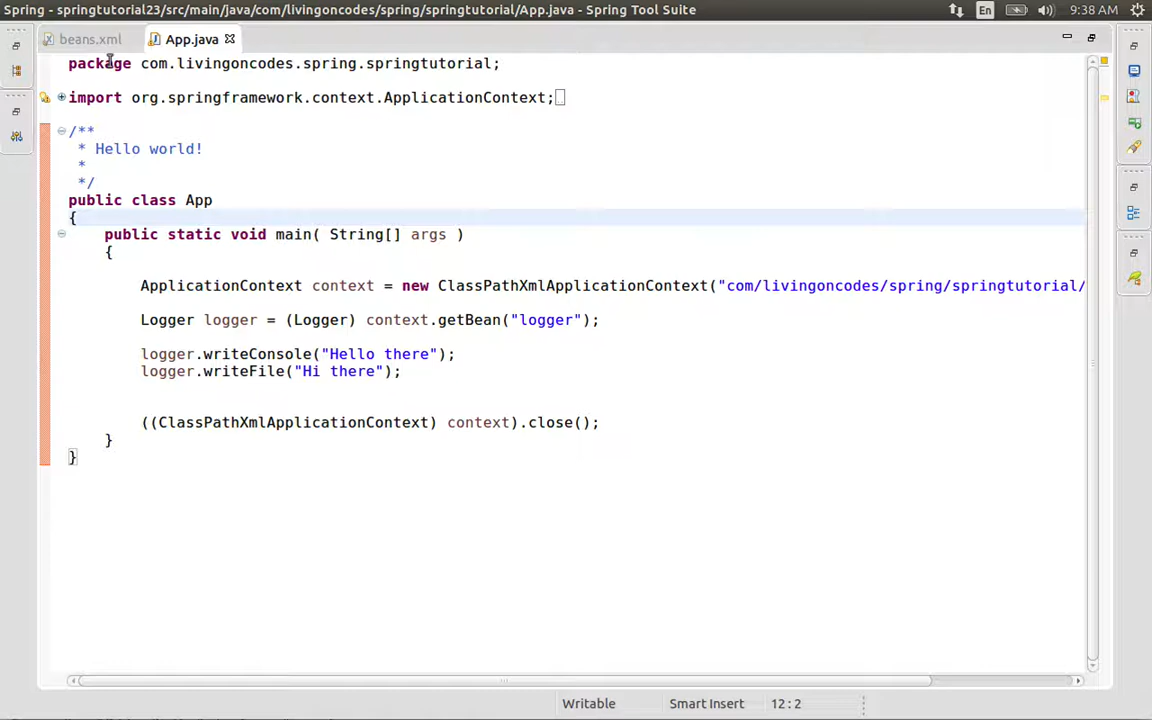 Spring - springtutorial23/src/main/java/com/livingoncodes/spring/springtutorial/App.java - Spring Tool Suite
En
9:38 AM
beans.xml
App.java
package com.livingoncodes.spring.springtutorial;
import org.springframework.context.ApplicationContext;
/**
* Hello world!
*
*/
public class App
{
public static void main( String[] args )
{
ApplicationContext context = new ClassPathXmlApplicationContext("com/livingoncodes/spring/springtutorial/
Logger logger = (Logger) context.getBean("logger");
logger.writeConsole("Hello there");
logger.writeFile("Hi there");
((ClassPathXmlApplicationContext) context).close();
}
}
Writable
Smart Insert
12 : 2